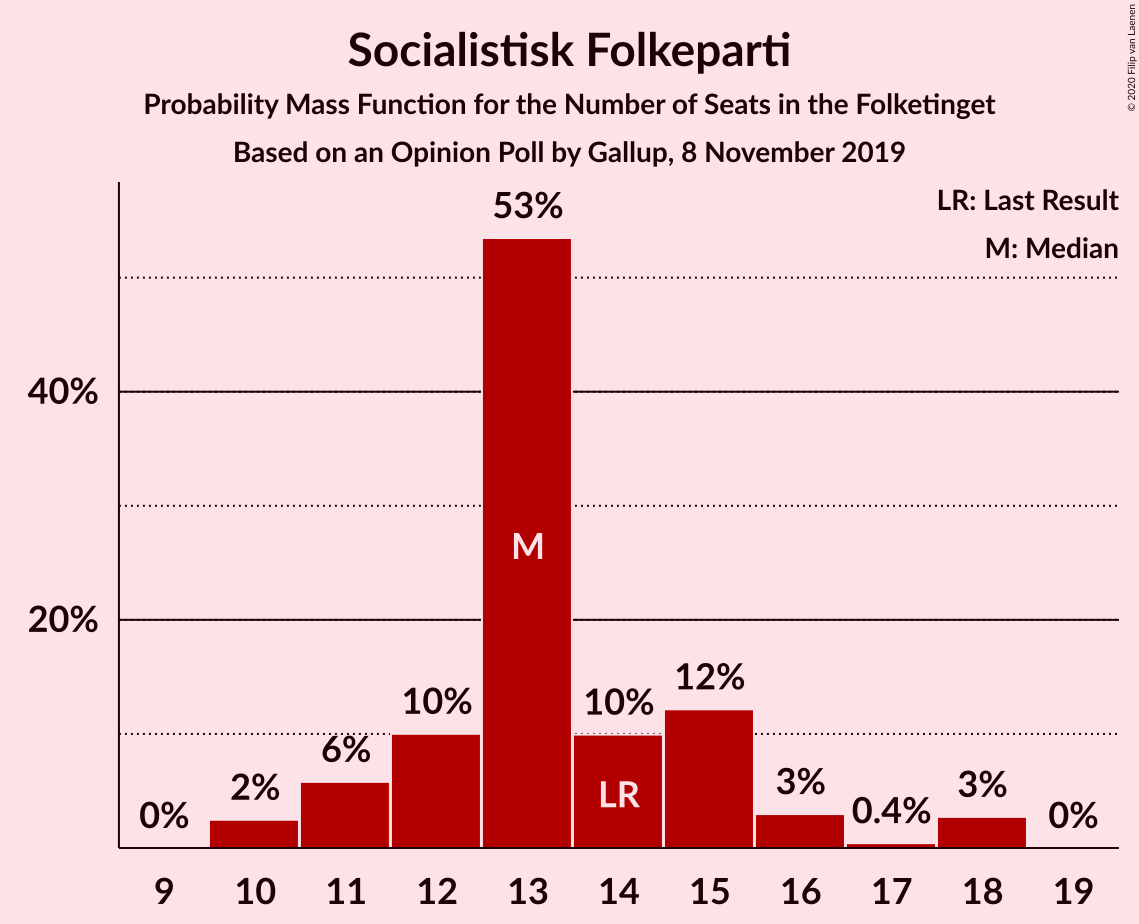 © 2020 Filip van Laenen
Socialistisk Folkeparti
Probability Mass Function for the Number of Seats in the Folketinget
Based on an Opinion Poll by Gallup, 8 November 2019
LR: Last Result
M: Median
53%
40%
M
20%
12%
10%
10%
6%
LR
3%
3%
2%
0.4%
0%
0%
9 10 11 12 13 14 15 16 17 18 19